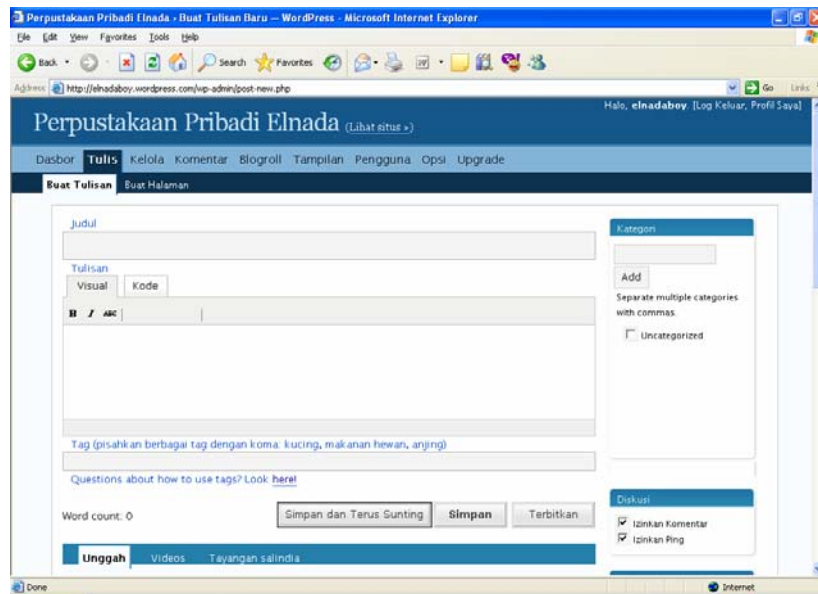 Perpustakaan Pribadi Elnada › Buat Tulisan Baru — WordPress - Microsoft Internet Explorer
File Edit View Favorites Tools Help
Back Search Favorites
Address http://elnadaboy.wordpress.com/wp-admin/post-new.php Go Links
Perpustakaan Pribadi Elnada (Lihat situs »)
Halo, elnadaboy. [Log Keluar, Profil Saya]
Dasbor Tulis Kelola Komentar Blogroll Tampilan Pengguna Opsi Upgrade
Buat Tulisan Buat Halaman
Judul
Tulisan
Visual Kode
B I ABC
Tag (pisahkan berbagai tag dengan koma: kucing, makanan hewan, anjing)
Questions about how to use tags? Look here!
Word count: 0
Simpan dan Terus Sunting Simpan Terbitkan
Unggah Videos Tayangan salindia
Kategori
Add
Separate multiple categories
with commas.
Uncategorized
Diskusi
Izinkan Komentar
Izinkan Ping
Done Internet